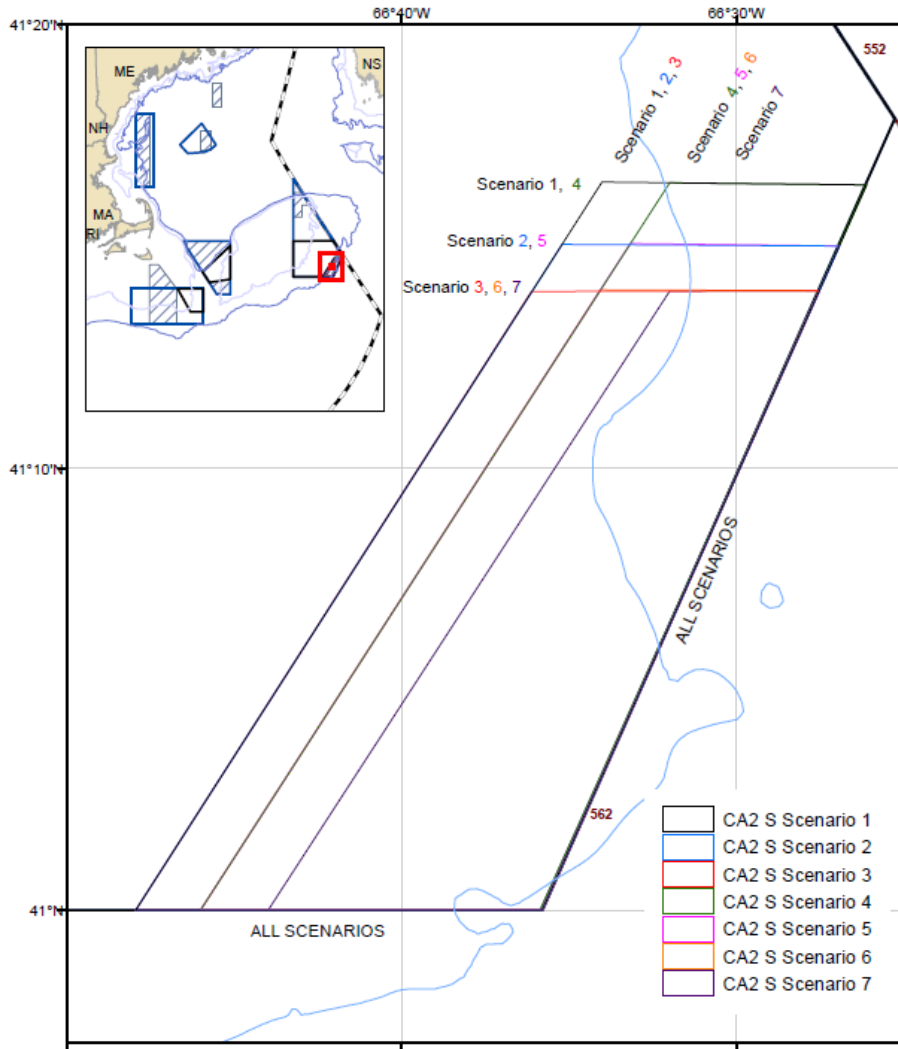 66°40'W
66°30'W
41°20'N
552
ME
NS
NH
MA
RI
Scenario 1, 2, 3
Scenario 4, 5, 6
Scenario 7
Scenario 1, 4
Scenario 2, 5
Scenario 3, 6, 7
41°10'N
ALL SCENARIOS
562
41°N
ALL SCENARIOS
CA2 S Scenario 1
CA2 S Scenario 2
CA2 S Scenario 3
CA2 S Scenario 4
CA2 S Scenario 5
CA2 S Scenario 6
CA2 S Scenario 7